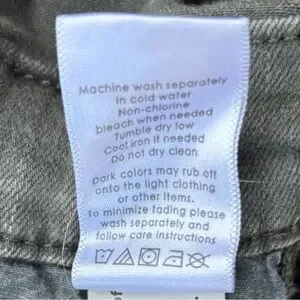 Machine wash separately
in cold water
Non-chlorine
bleach when needed
Tumble dry low
Cool iron if needed
Do not dry clean
Dark colors may rub off
onto the light clothing
or other items.
To minimize fading please
wash separately and
follow care instructions